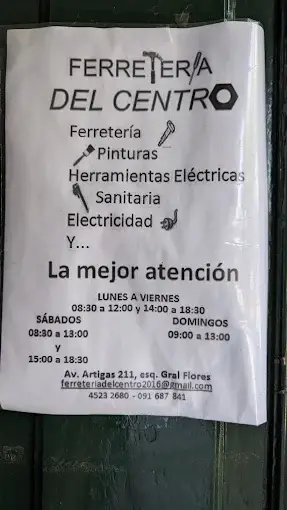 FERRETERIA
DEL CENTRO
Ferretería
Pinturas
Herramientas Eléctricas
Sanitaria
Electricidad
Y...
La mejor atención
LUNES A VIERNES
08:30 a 12:00 y 14:00 a 18:30
SÁBADOS
08:30 a 13:00
y
15:00 a 18:30
DOMINGOS
09:00 a 13:00
Av. Artigas 211, esq. Gral Flores
ferreteriadelcentro2016@gmail.com
4523 2680 - 091 687 841